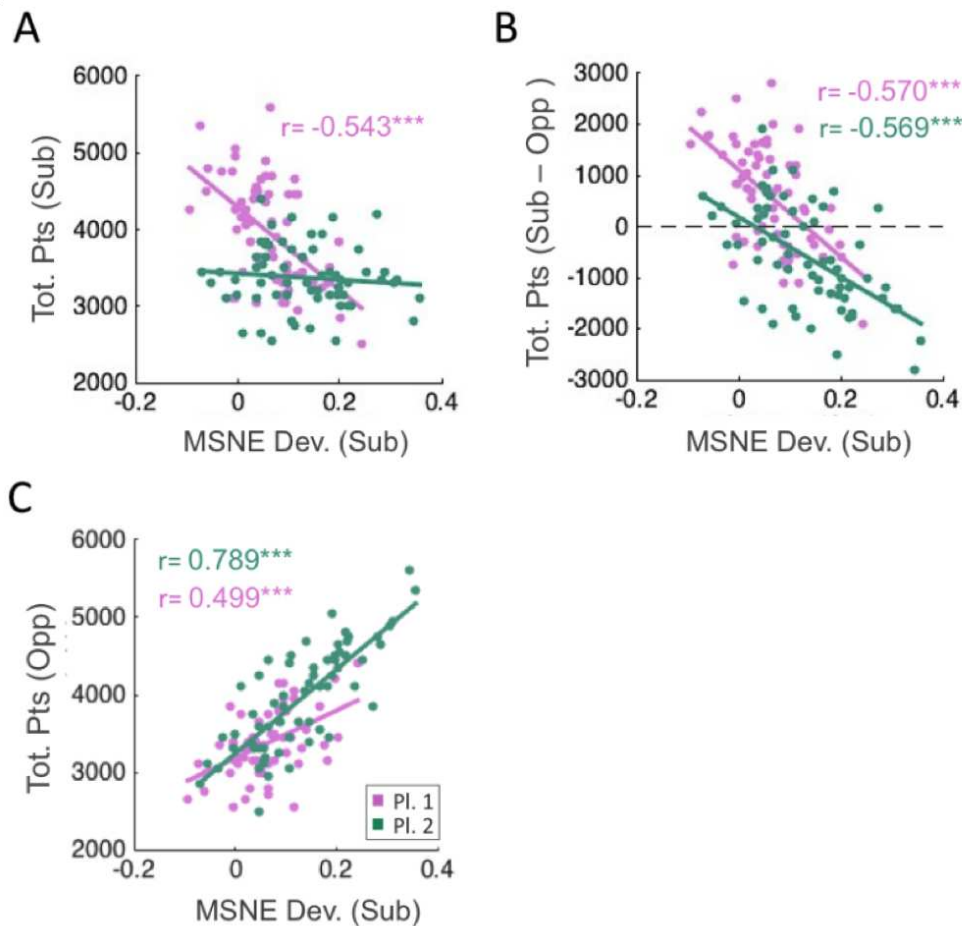 A
Tot. Pts (Sub)
6000
5000
4000
3000
2000
r= -0.543***
-0.2 0 0.2 0.4
MSNE Dev. (Sub)
B
Tot. Pts (Sub – Opp )
3000
2000
1000
0
-1000
-2000
-3000
r= -0.570***
r= -0.569***
-0.2 0 0.2 0.4
MSNE Dev. (Sub)
C
Tot. Pts (Opp)
6000
5000
4000
3000
2000
r= 0.789***
r= 0.499***
Pl. 1
Pl. 2
-0.2 0 0.2 0.4
MSNE Dev. (Sub)